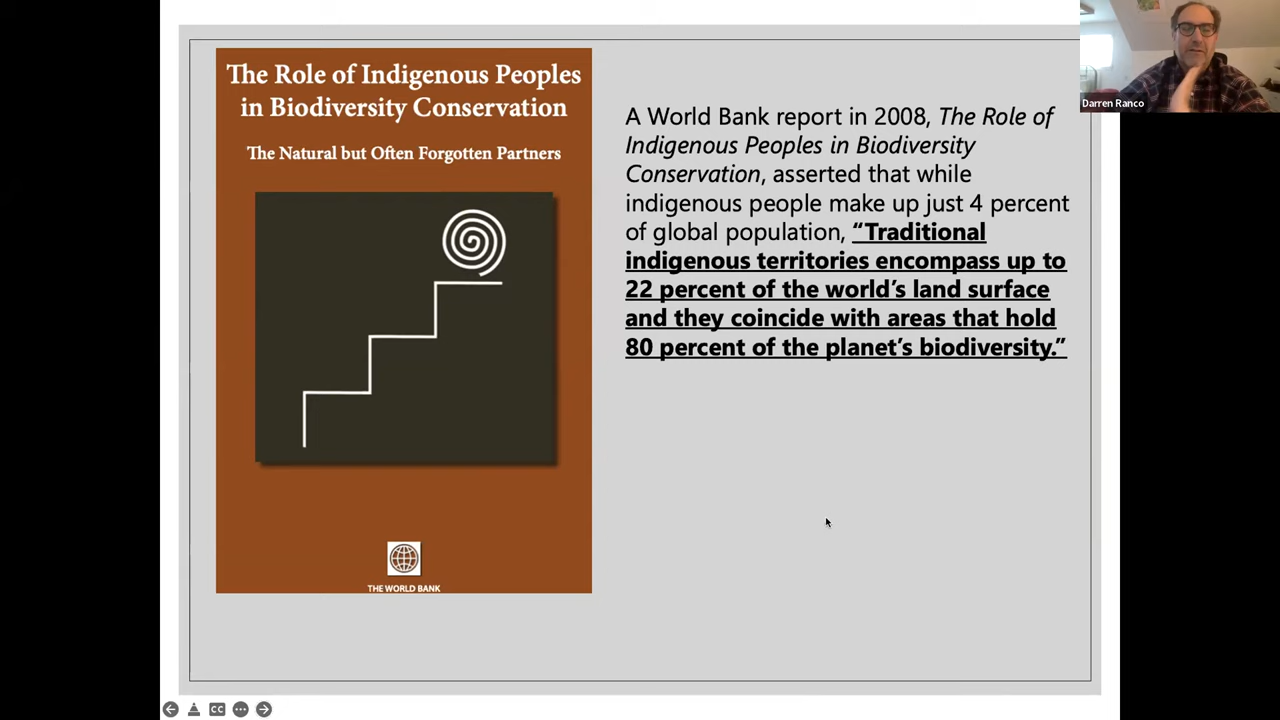 The Role of Indigenous Peoples
in Biodiversity Conservation
The Natural but Often Forgotten Partners
THE WORLD BANK
A World Bank report in 2008, The Role of
Indigenous Peoples in Biodiversity
Conservation, asserted that while
indigenous people make up just 4 percent
of global population, “Traditional
indigenous territories encompass up to
22 percent of the world’s land surface
and they coincide with areas that hold
80 percent of the planet’s biodiversity.”
Darren Ranco
CC